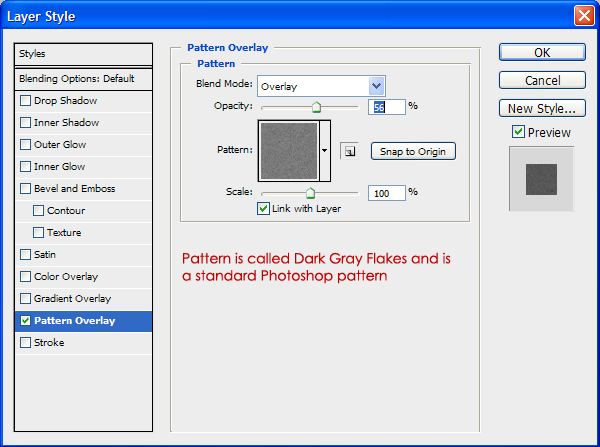 Layer Style
Styles
Blending Options: Default
Drop Shadow
Inner Shadow
Outer Glow
Inner Glow
Bevel and Emboss
Contour
Texture
Satin
Color Overlay
Gradient Overlay
Pattern Overlay
Stroke
Pattern Overlay
Pattern
Blend Mode: Overlay
Opacity: 56 %
Pattern: Snap to Origin
Scale: 100 %
Link with Layer
Pattern is called Dark Gray Flakes and is
a standard Photoshop pattern
OK
Cancel
New Style...
Preview